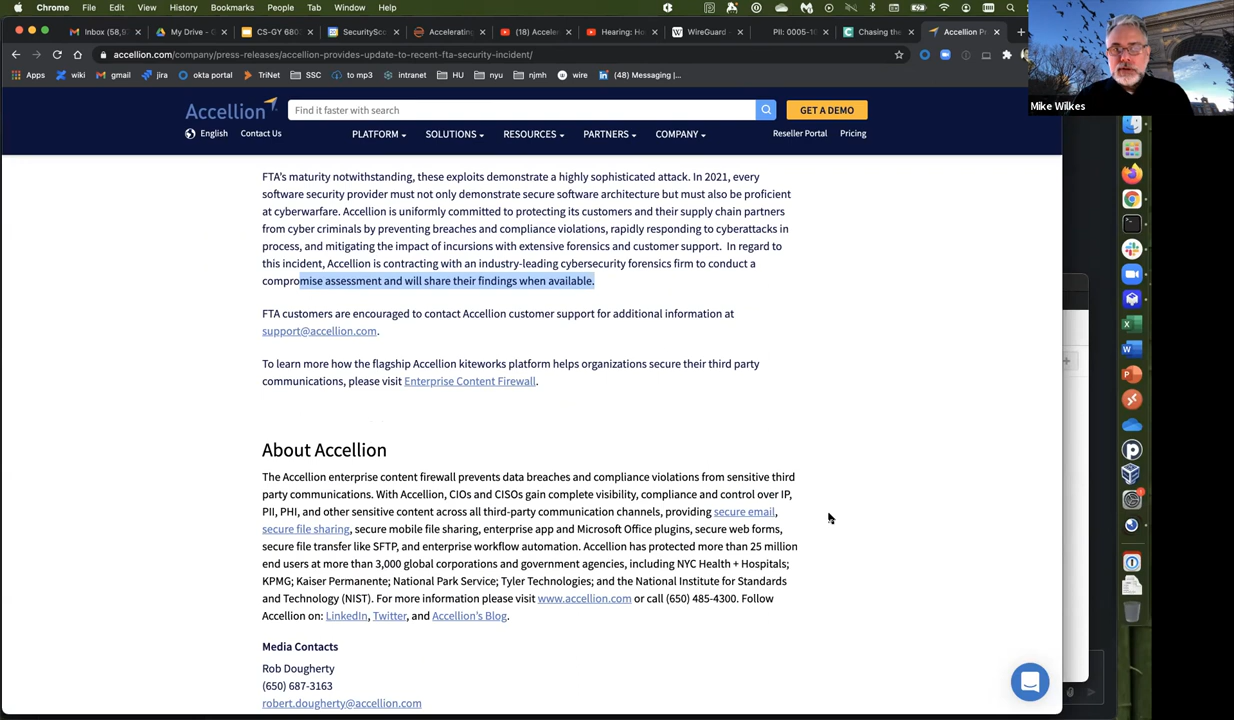 Chrome File Edit View History Bookmarks People Tab Window Help
Inbox (58,9 My Drive - G CS-GY 680 SecuritySco Accelerating (18) Acceler Hearing: Ho WireGuard - PII: 0005-1 Chasing the Accellion Pr
accellion.com/company/press-releases/accellion-provides-update-to-recent-fta-security-incident/
Apps wiki gmail jira okta portal TriNet SSC to mp3 intranet HU nyu njmh wire (48) Messaging |...
Mike Wilkes
Accellion Find it faster with search GET A DEMO
English Contact Us PLATFORM SOLUTIONS RESOURCES PARTNERS COMPANY Reseller Portal Pricing
FTA's maturity notwithstanding, these exploits demonstrate a highly sophisticated attack. In 2021, every
software security provider must not only demonstrate secure software architecture but must also be proficient
at cyberwarfare. Accellion is uniformly committed to protecting its customers and their supply chain partners
from cyber criminals by preventing breaches and compliance violations, rapidly responding to cyberattacks in
process, and mitigating the impact of incursions with extensive forensics and customer support. In regard to
this incident, Accellion is contracting with an industry-leading cybersecurity forensics firm to conduct a
compromise assessment and will share their findings when available.
FTA customers are encouraged to contact Accellion customer support for additional information at
support@accellion.com.
To learn more how the flagship Accellion kiteworks platform helps organizations secure their third party
communications, please visit Enterprise Content Firewall.
About Accellion
The Accellion enterprise content firewall prevents data breaches and compliance violations from sensitive third
party communications. With Accellion, CIOs and CISOs gain complete visibility, compliance and control over IP,
PII, PHI, and other sensitive content across all third-party communication channels, providing secure email,
secure file sharing, secure mobile file sharing, enterprise app and Microsoft Office plugins, secure web forms,
secure file transfer like SFTP, and enterprise workflow automation. Accellion has protected more than 25 million
end users at more than 3,000 global corporations and government agencies, including NYC Health + Hospitals;
KPMG; Kaiser Permanente; National Park Service; Tyler Technologies; and the National Institute for Standards
and Technology (NIST). For more information please visit www.accellion.com or call (650) 485-4300. Follow
Accellion on: LinkedIn, Twitter, and Accellion's Blog.
Media Contacts
Rob Dougherty
(650) 687-3163
robert.dougherty@accellion.com